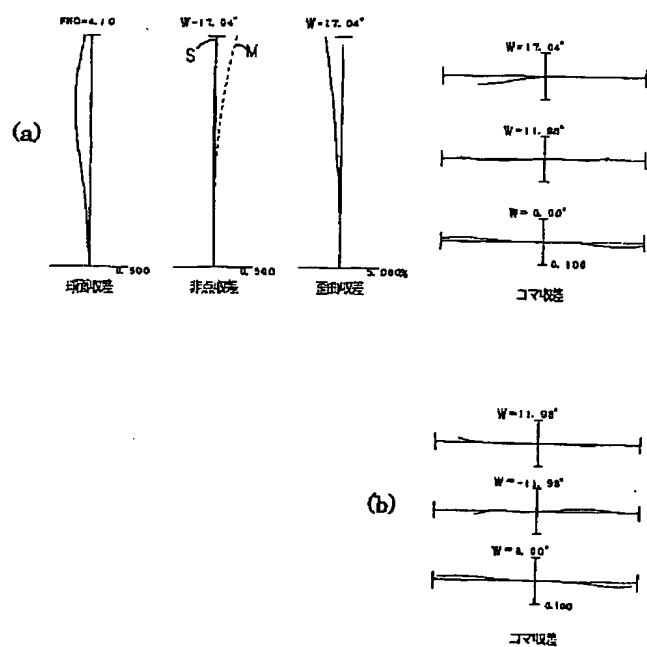 FNO=4.10
W=17.04°
W=17.04°
S
M
(a)
0.500
0.500
5.000%
球面収差
非点収差
歪曲収差
W=17.04°
W=11.98°
W=0.00°
0.100
コマ収差
(b)
W=11.98°
W=-11.98°
W=0.00°
0.100
コマ収差